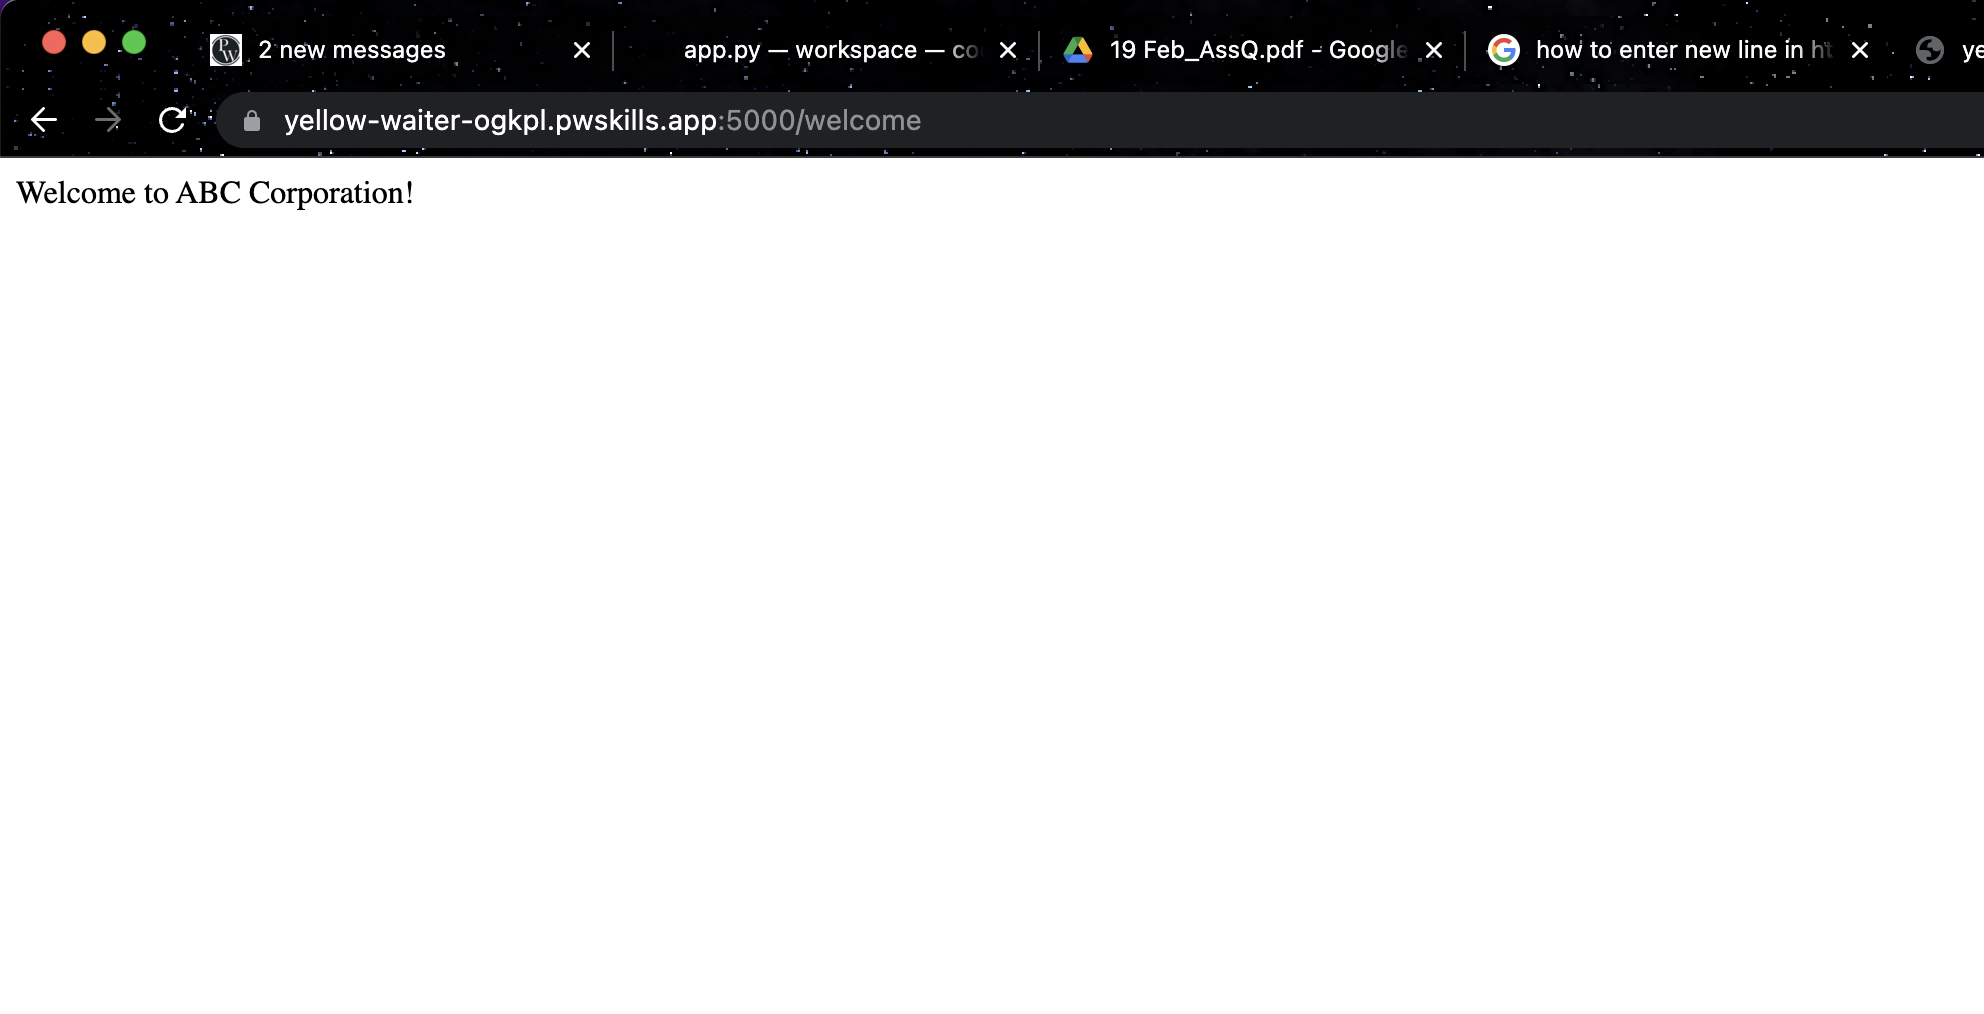 2 new messages
app.py — workspace — co
19 Feb_AssQ.pdf - Google
how to enter new line in ht
ye
yellow-waiter-ogkpl.pwskills.app:5000/welcome
Welcome to ABC Corporation!